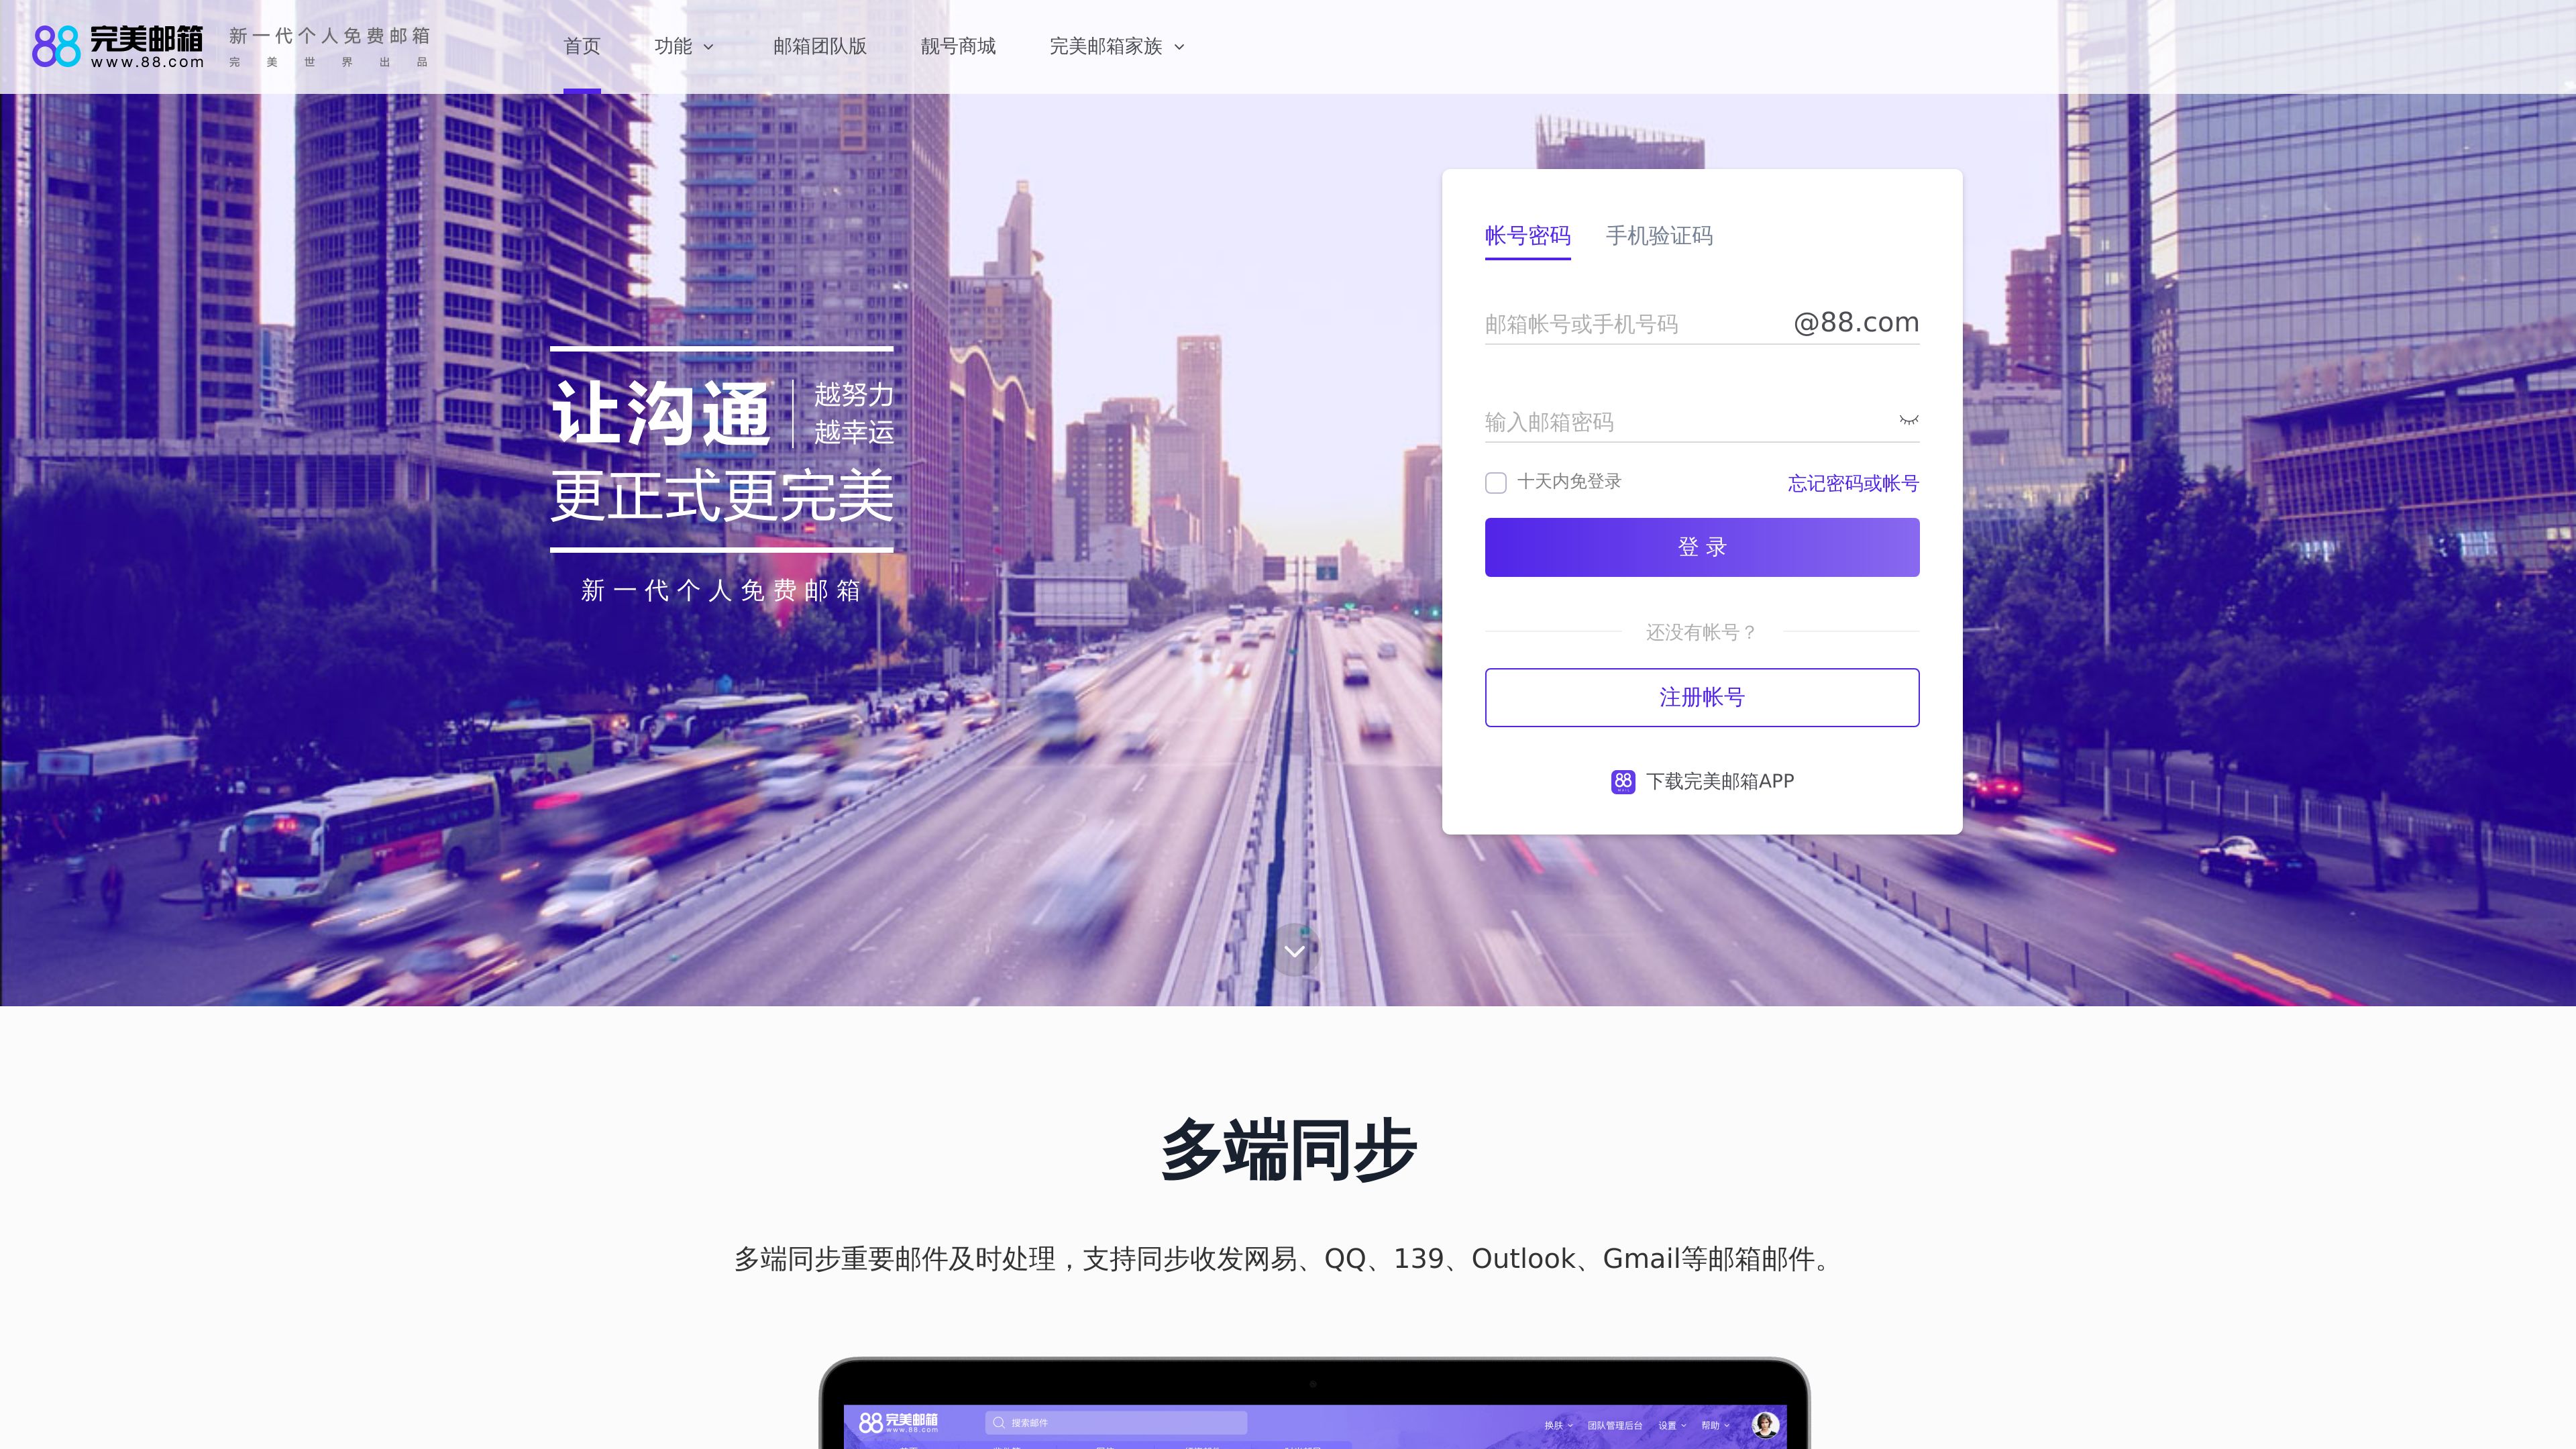 88 完美邮箱
www.88.com
新一代个人免费邮箱
完美世界出品
首页
功能
邮箱团队版
靓号商城
完美邮箱家族
让沟通
越努力
越幸运
更正式更完美
新一代个人免费邮箱
帐号密码
手机验证码
邮箱帐号或手机号码
@88.com
输入邮箱密码
十天内免登录
忘记密码或帐号
登 录
还没有帐号？
注册帐号
88
下载完美邮箱APP
多端同步
多端同步重要邮件及时处理，支持同步收发网易、QQ、139、Outlook、Gmail等邮箱邮件。
88 完美邮箱
www.88.com
搜索邮件
换肤
团队管理后台
设置
帮助